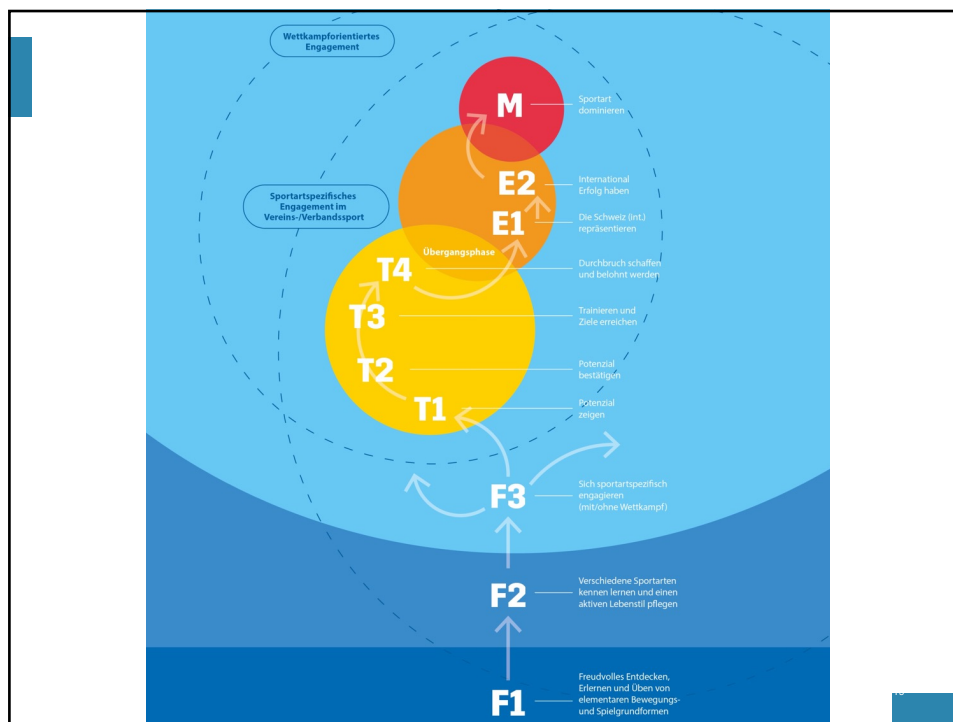 Wettkampforientiertes
Engagement
M
Sportart
dominieren
E2
International
Erfolg haben
Sportartspezifisches
Engagement im
Vereins-/Verbandssport
E1
Die Schweiz (int.)
repräsentieren
Übergangsphase
T4
Durchbruch schaffen
und belohnt werden
T3
Trainieren und
Ziele erreichen
T2
Potenzial
bestätigen
T1
Potenzial
zeigen
F3
Sich sportartspezifisch
engagieren
(mit/ohne Wettkampf)
F2
Verschiedene Sportarten
kennen lernen und einen
aktiven Lebenstil pflegen
F1
Freudvolles Entdecken,
Erlernen und Üben von
elementaren Bewegungs-
und Spielgrundformen